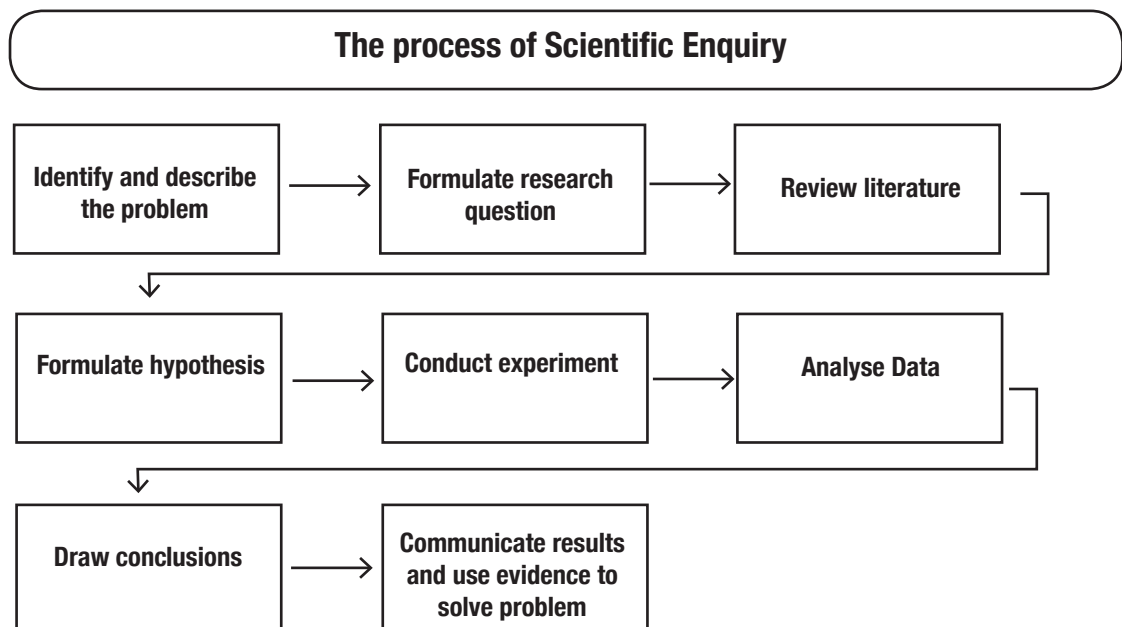 The process of Scientific Enquiry
Identify and describe
the problem
Formulate research
question
Review literature
Formulate hypothesis
Conduct experiment
Analyse Data
Draw conclusions
Communicate results
and use evidence to
solve problem